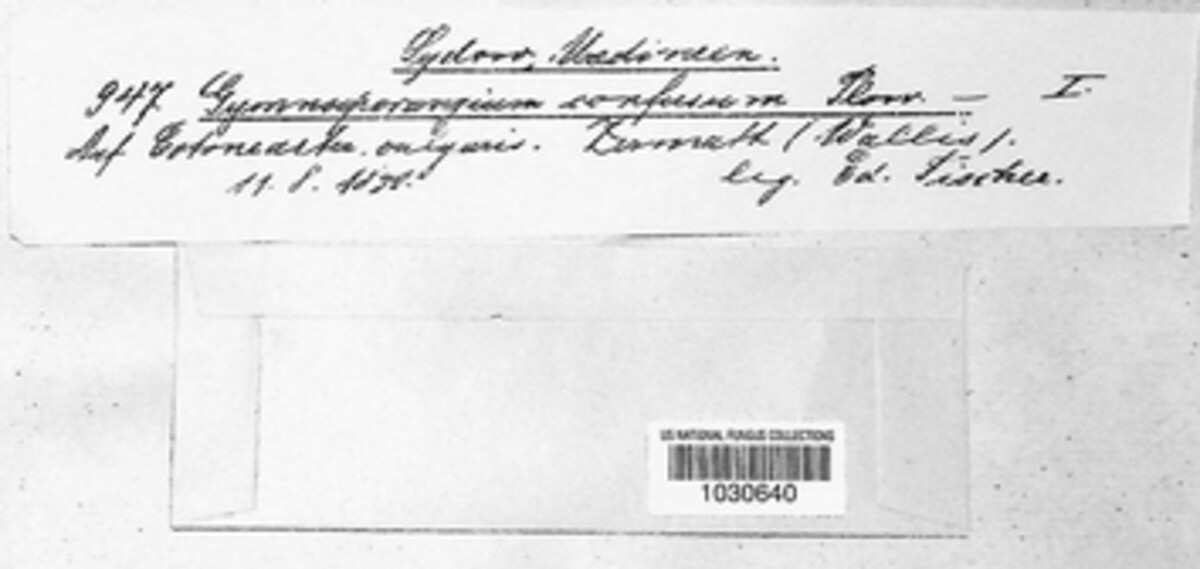 Sydow, Uredineen.
947 Gymnosporangium confusum Plow. — I.
Auf Cotoneaster vulgaris. Zermatt (Wallis).
11. 8. leg. Ed. Fischer.
US NATIONAL FUNGUS COLLECTIONS
1030640